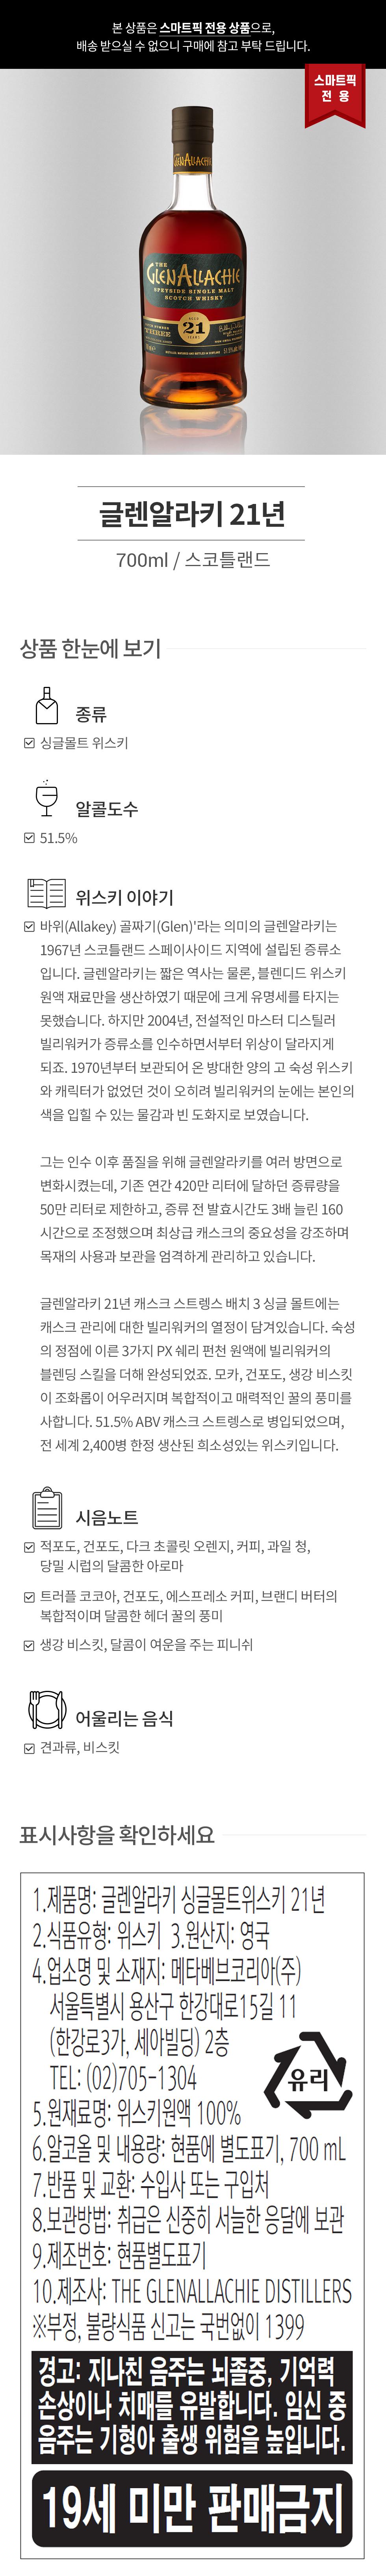 본 상품은 스마트픽 전용 상품으로,
배송 받으실 수 없으니 구매에 참고 부탁 드립니다.
스마트픽
전 용
GLENALLACHIE
THE
GLENALLACHIE
SPEYSIDE SINGLE MALT
SCOTCH WHISKY
AGED
21
YEARS
THREE
글렌알라키 21년
700ml / 스코틀랜드
상품 한눈에 보기
종류
싱글몰트 위스키
알콜도수
51.5%
위스키 이야기
바위(Allakey) 골짜기(Glen)'라는 의미의 글렌알라키는
1967년 스코틀랜드 스페이사이드 지역에 설립된 증류소
입니다. 글렌알라키는 짧은 역사는 물론, 블렌디드 위스키
원액 재료만을 생산하였기 때문에 크게 유명세를 타지는
못했습니다. 하지만 2004년, 전설적인 마스터 디스틸러
빌리워커가 증류소를 인수하면서부터 위상이 달라지게
되죠. 1970년부터 보관되어 온 방대한 양의 고 숙성 위스키
와 캐릭터가 없었던 것이 오히려 빌리워커의 눈에는 본인의
색을 입힐 수 있는 물감과 빈 도화지로 보였습니다.
그는 인수 이후 품질을 위해 글렌알라키를 여러 방면으로
변화시켰는데, 기존 연간 420만 리터에 달하던 증류량을
50만 리터로 제한하고, 증류 전 발효시간도 3배 늘린 160
시간으로 조정했으며 최상급 캐스크의 중요성을 강조하며
목재의 사용과 보관을 엄격하게 관리하고 있습니다.
글렌알라키 21년 캐스크 스트렝스 배치 3 싱글 몰트에는
캐스크 관리에 대한 빌리워커의 열정이 담겨있습니다. 숙성
의 정점에 이른 3가지 PX 쉐리 펀천 원액에 빌리워커의
블렌딩 스킬을 더해 완성되었죠. 모카, 건포도, 생강 비스킷
이 조화롭이 어우러지며 복합적이고 매력적인 꿀의 풍미를
사합니다. 51.5% ABV 캐스크 스트렝스로 병입되었으며,
전 세계 2,400병 한정 생산된 희소성있는 위스키입니다.
시음노트
적포도, 건포도, 다크 초콜릿 오렌지, 커피, 과일 청,
당밀 시럽의 달콤한 아로마
트러플 코코아, 건포도, 에스프레소 커피, 브랜디 버터의
복합적이며 달콤한 헤더 꿀의 풍미
생강 비스킷, 달콤이 여운을 주는 피니쉬
어울리는 음식
견과류, 비스킷
표시사항을 확인하세요
1.제품명: 글렌알라키 싱글몰트위스키 21년
2.식품유형: 위스키 3.원산지: 영국
4.업소명 및 소재지: 메타베브코리아(주)
서울특별시 용산구 한강대로15길 11
(한강로3가, 세아빌딩) 2층
TEL: (02)705-1304
유리
5.원재료명: 위스키원액 100%
6.알코올 및 내용량: 현품에 별도표기, 700 mL
7.반품 및 교환: 수입사 또는 구입처
8.보관방법: 취급은 신중히 서늘한 응달에 보관
9.제조번호: 현품별도표기
10.제조사: THE GLENALLACHIE DISTILLERS
※부정, 불량식품 신고는 국번없이 1399
경고: 지나친 음주는 뇌졸중, 기억력
손상이나 치매를 유발합니다. 임신 중
음주는 기형아 출생 위험을 높입니다.
19세 미만 판매금지